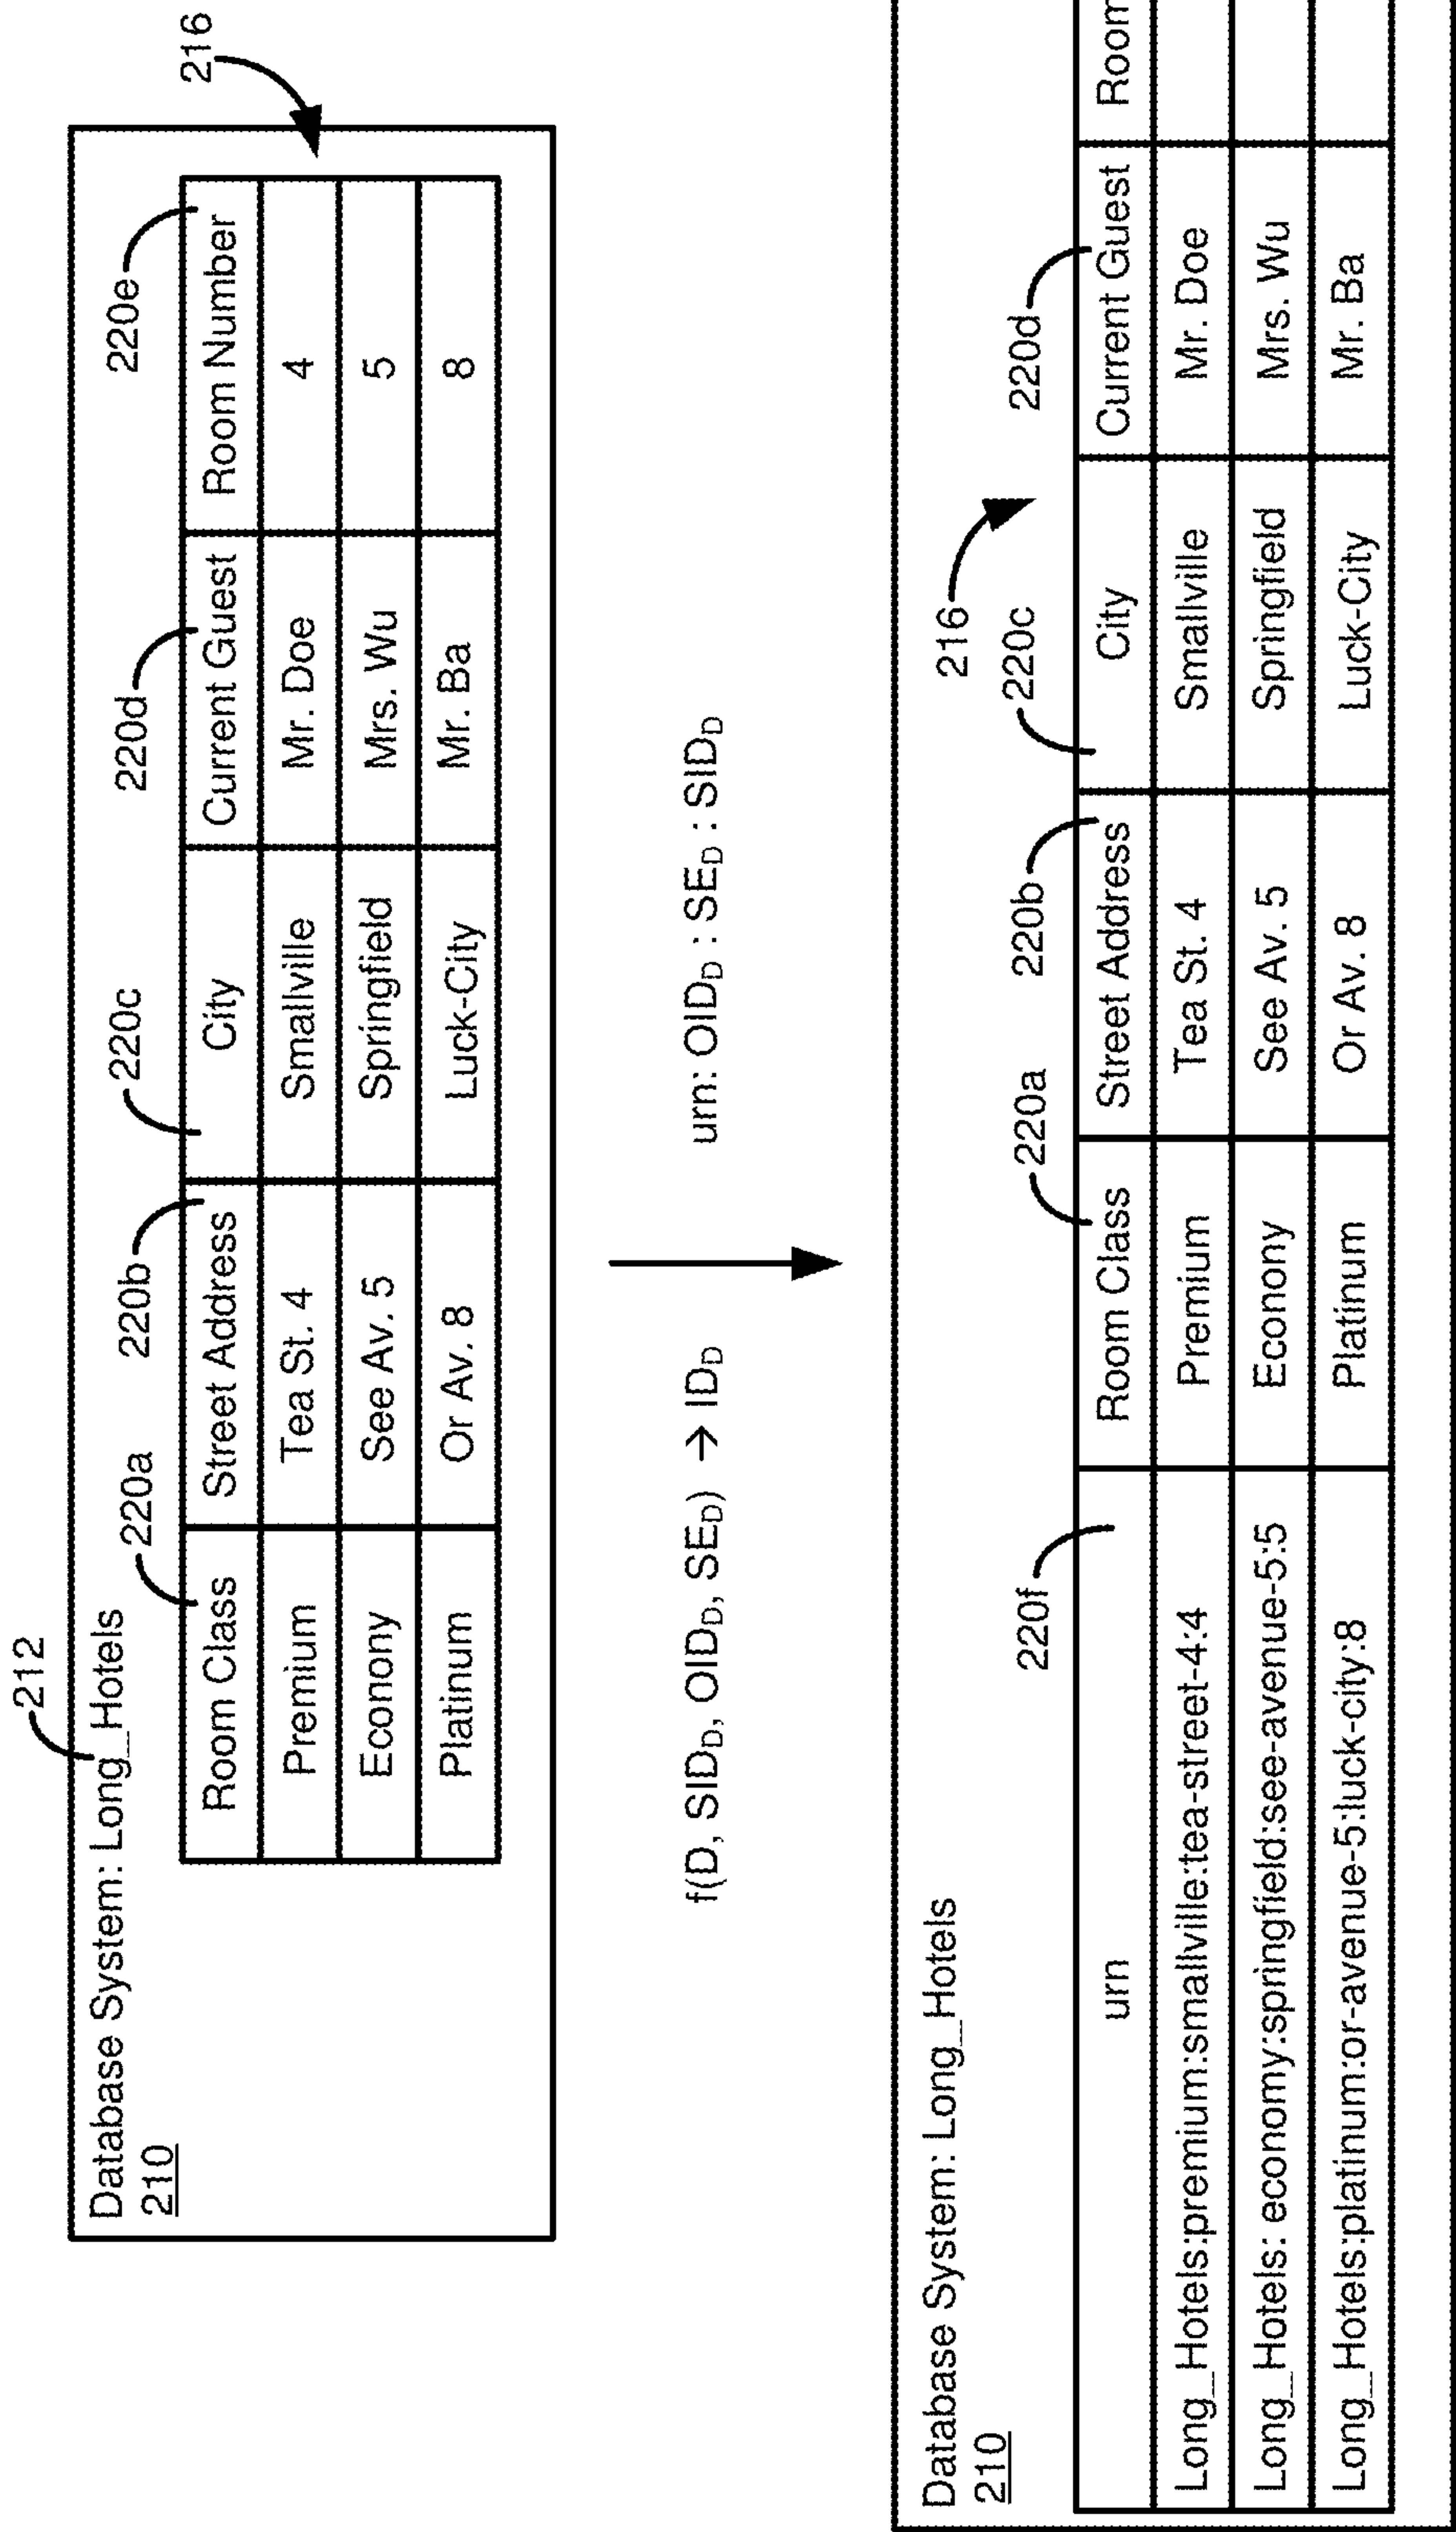 212
Database System: Long_Hotels
210
220a 220b 220c 220d 220e 216
Room Class Street Address City Current Guest Room Number
Premium Tea St. 4 Smallville Mr. Doe 4
Econony See Av. 5 Springfield Mrs. Wu 5
Platinum Or Av. 8 Luck-City Mr. Ba 8
f(D, SID_D, OID_D, SE_D) → ID_D urn: OID_D : SE_D : SID_D
Database System: Long_Hotels
210
216
220f 220a 220b 220c 220d
urn Room Class Street Address City Current Guest Room
Long_Hotels:premium:smallville:tea-street-4:4 Premium Tea St. 4 Smallville Mr. Doe
Long_Hotels: economy:springfield:see-avenue-5:5 Econony See Av. 5 Springfield Mrs. Wu
Long_Hotels:platinum:or-avenue-5:luck-city:8 Platinum Or Av. 8 Luck-City Mr. Ba